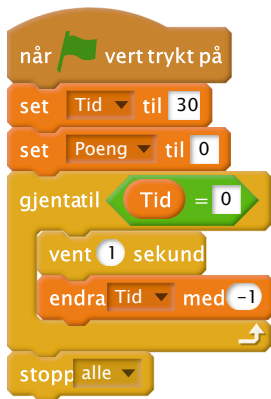 når vert trykt på
set Tid til 30
set Poeng til 0
gjentatil Tid = 0
vent 1 sekund
endra Tid med -1
stopp alle